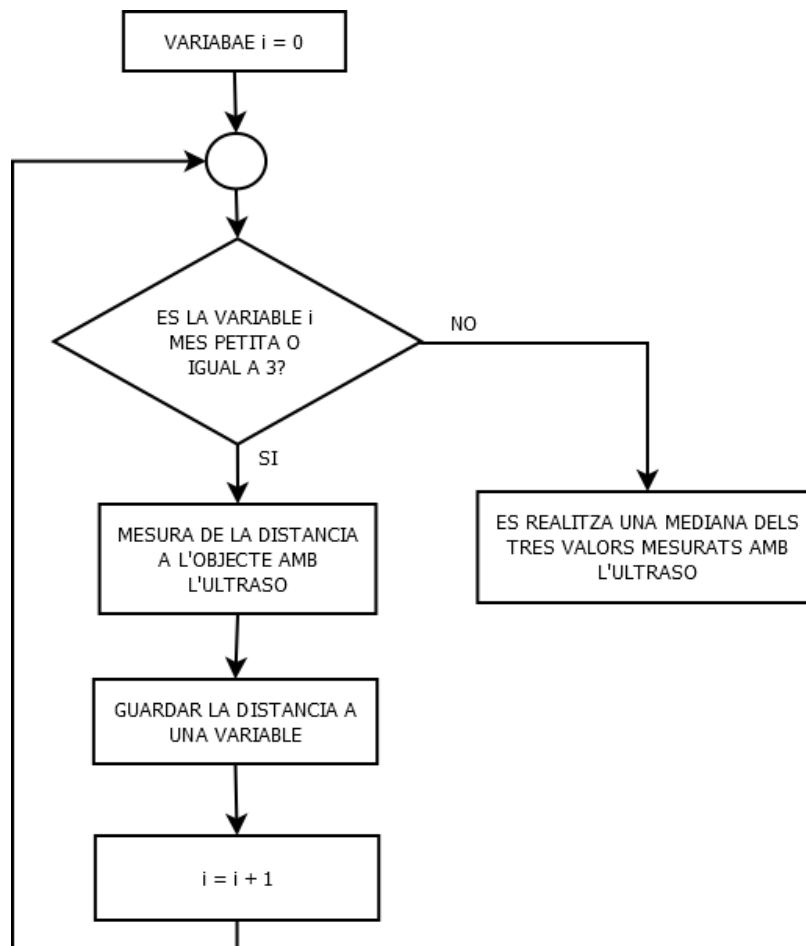 VARIABAE i = 0
ES LA VARIABLE i
MES PETITA O
IGUAL A 3?
NO
SI
MESURA DE LA DISTANCIA
A L'OBJECTE AMB
L'ULTRASO
ES REALITZA UNA MEDIANA DELS
TRES VALORS MESURATS AMB
L'ULTRASO
GUARDAR LA DISTANCIA A
UNA VARIABLE
i = i + 1